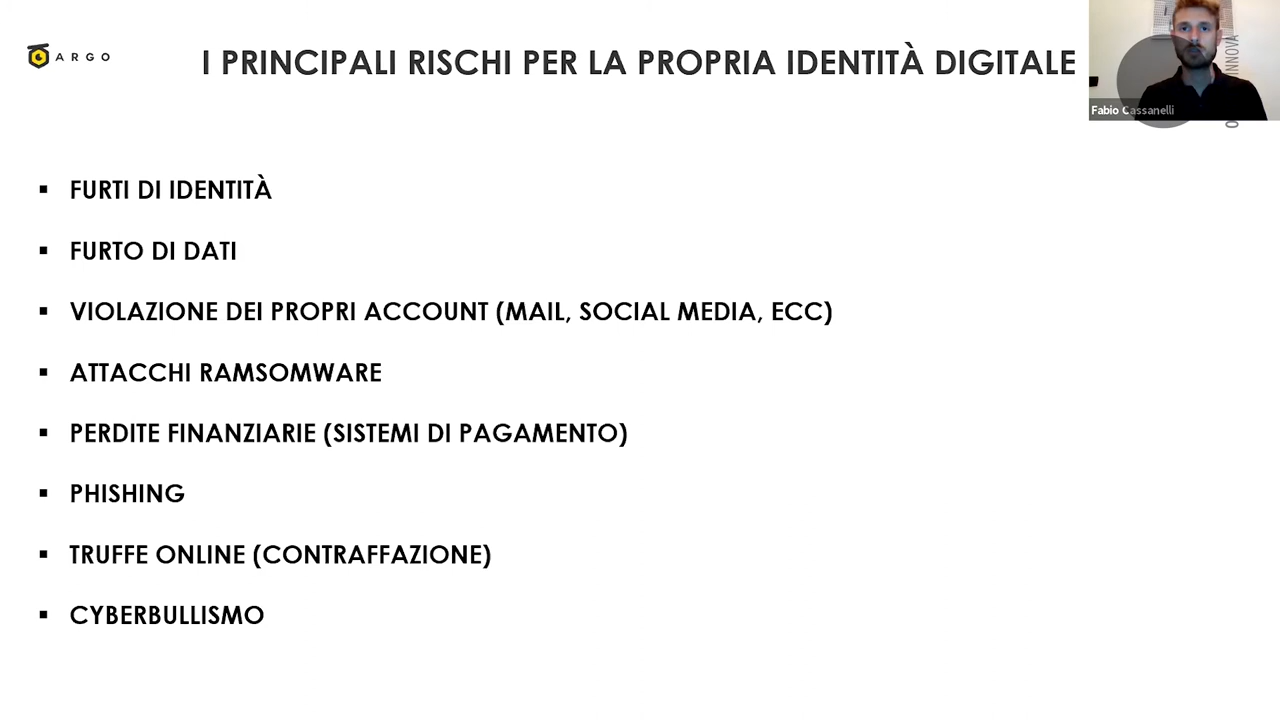 ARGO
I PRINCIPALI RISCHI PER LA PROPRIA IDENTITÀ DIGITALE
INNOVA
Fabio Cassanelli
▪ FURTI DI IDENTITÀ
▪ FURTO DI DATI
▪ VIOLAZIONE DEI PROPRI ACCOUNT (MAIL, SOCIAL MEDIA, ECC)
▪ ATTACCHI RAMSOMWARE
▪ PERDITE FINANZIARIE (SISTEMI DI PAGAMENTO)
▪ PHISHING
▪ TRUFFE ONLINE (CONTRAFFAZIONE)
▪ CYBERBULLISMO